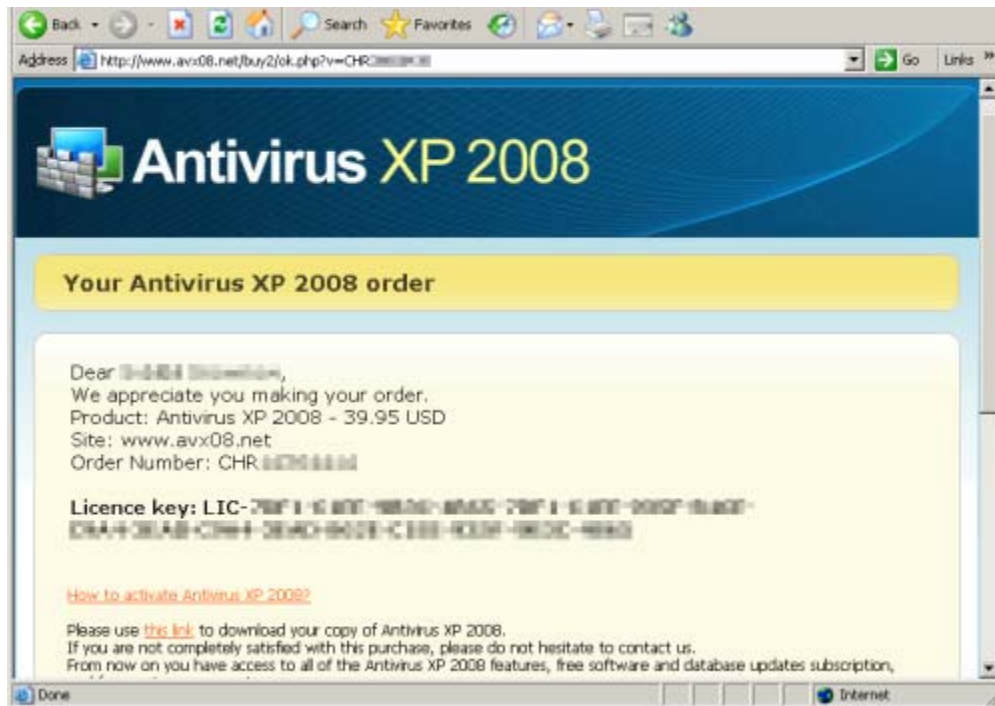 Back Search Favorites
Address http://www.avx08.net/buy2/ok.php?v=CHR Go Links »
Antivirus XP 2008
Your Antivirus XP 2008 order
Dear
We appreciate you making your order.
Product: Antivirus XP 2008 - 39.95 USD
Site: www.avx08.net
Order Number: CHR
Licence key: LIC-
How to activate Antivirus XP 2008?
Please use this link to download your copy of Antivirus XP 2008.
If you are not completely satisfied with this purchase, please do not hesitate to contact us.
From now on you have access to all of the Antivirus XP 2008 features, free software and database updates subscription,
Done Internet